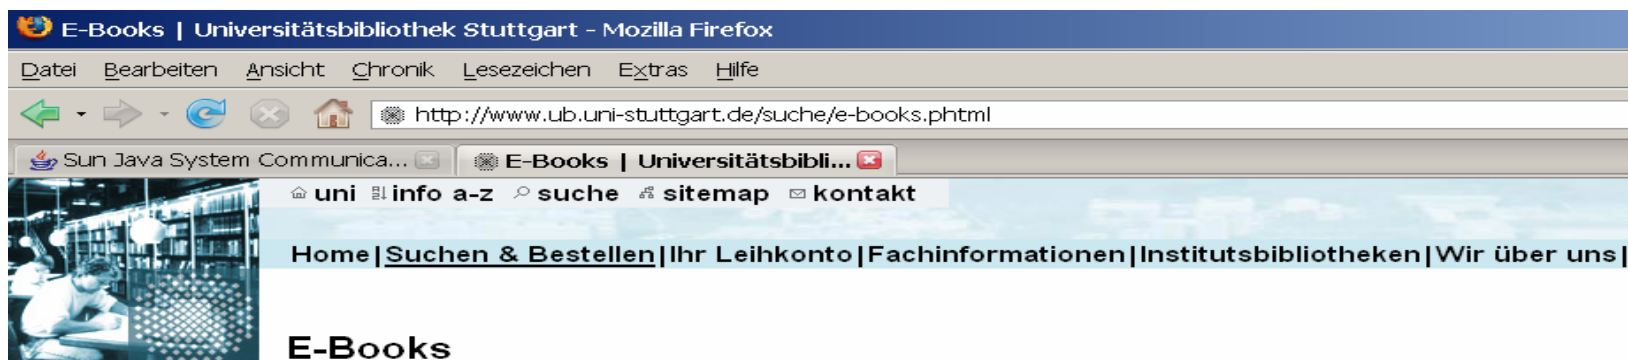 E-Books | Universitätsbibliothek Stuttgart - Mozilla Firefox
Datei Bearbeiten Ansicht Chronik Lesezeichen Extras Hilfe
http://www.ub.uni-stuttgart.de/suche/e-books.phtml
Sun Java System Communica... E-Books | Universitätsbibli...
uni info a-z suche sitemap kontakt
Home|Suchen & Bestellen|Ihr Leihkonto|Fachinformationen|Institutsbibliotheken|Wir über uns|
E-Books